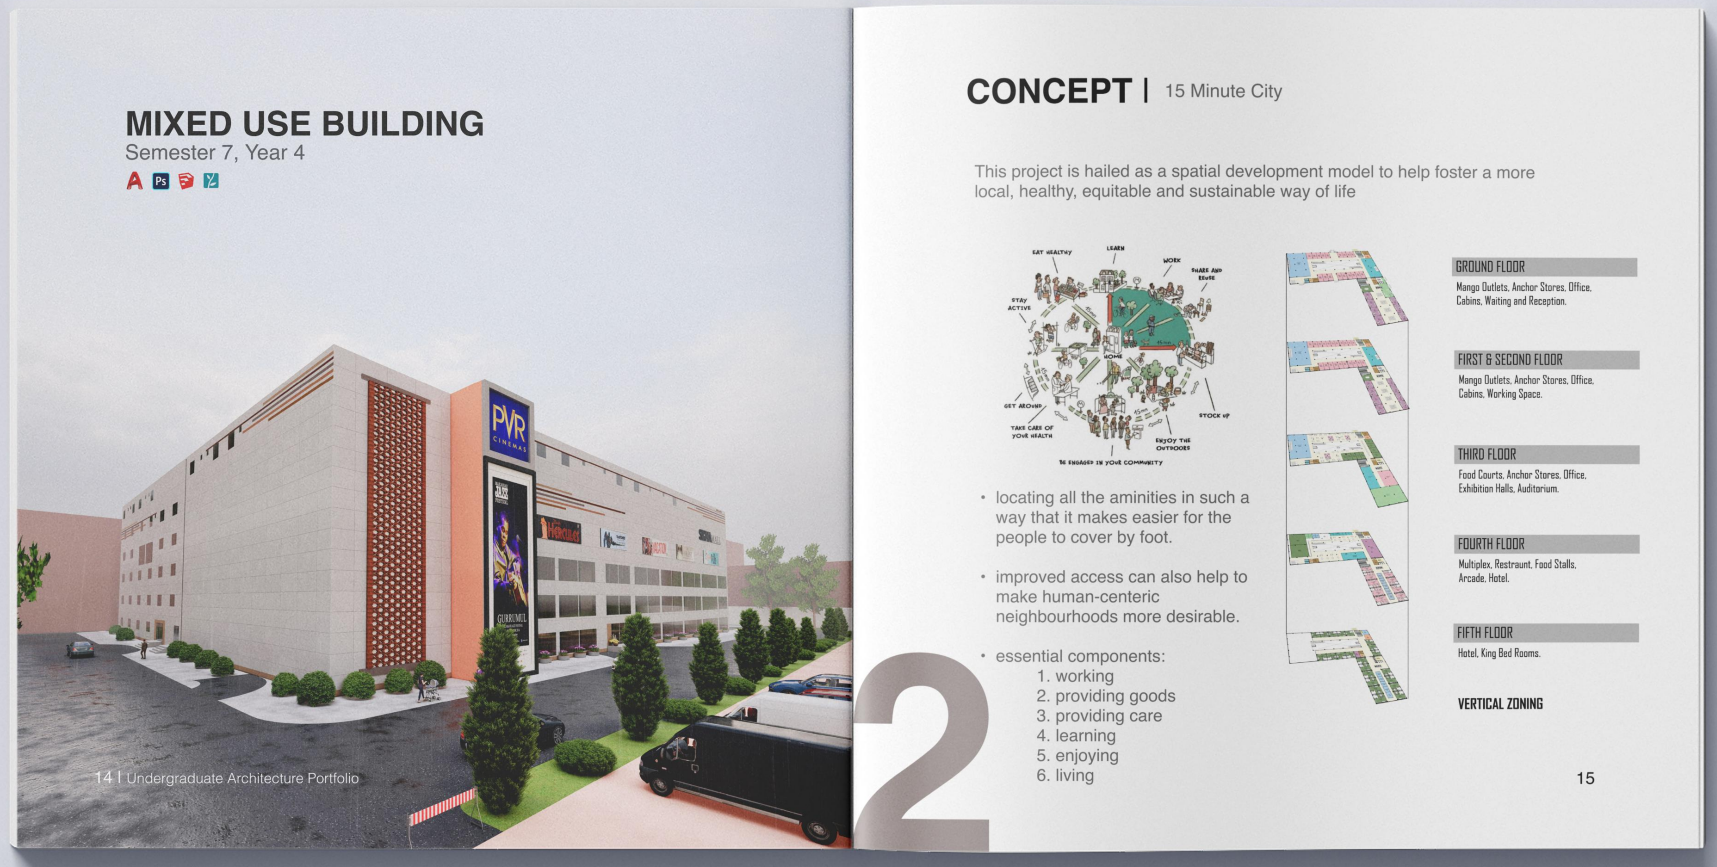 MIXED USE BUILDING
Semester 7, Year 4
Ps
PVR
CINEMAS
JAZZ
Hercules
GURRUMUL
14 | Undergraduate Architecture Portfolio
CONCEPT | 15 Minute City
This project is hailed as a spatial development model to help foster a more
local, healthy, equitable and sustainable way of life
EAT HEALTHY
LEARN
WORK
SHARE AND
REUSE
STAY
ACTIVE
HOME
GET AROUND
STOCK UP
TAKE CARE OF
YOUR HEALTH
15mn
ENJOY THE
OUTDOORS
BE ENGAGED IN YOUR COMMUNITY
• locating all the aminities in such a
way that it makes easier for the
people to cover by foot.
• improved access can also help to
make human-centeric
neighbourhoods more desirable.
• essential components:
1. working
2. providing goods
3. providing care
4. learning
5. enjoying
6. living
2
GROUND FLOOR
Mango Outlets, Anchor Stores, Office,
Cabins, Waiting and Reception.
FIRST & SECOND FLOOR
Mango Outlets, Anchor Stores, Office,
Cabins, Working Space.
THIRD FLOOR
Food Courts, Anchor Stores, Office,
Exhibition Halls, Auditorium.
FOURTH FLOOR
Multiplex, Restraunt, Food Stalls,
Arcade, Hotel.
FIFTH FLOOR
Hotel, King Bed Rooms.
VERTICAL ZONING
15